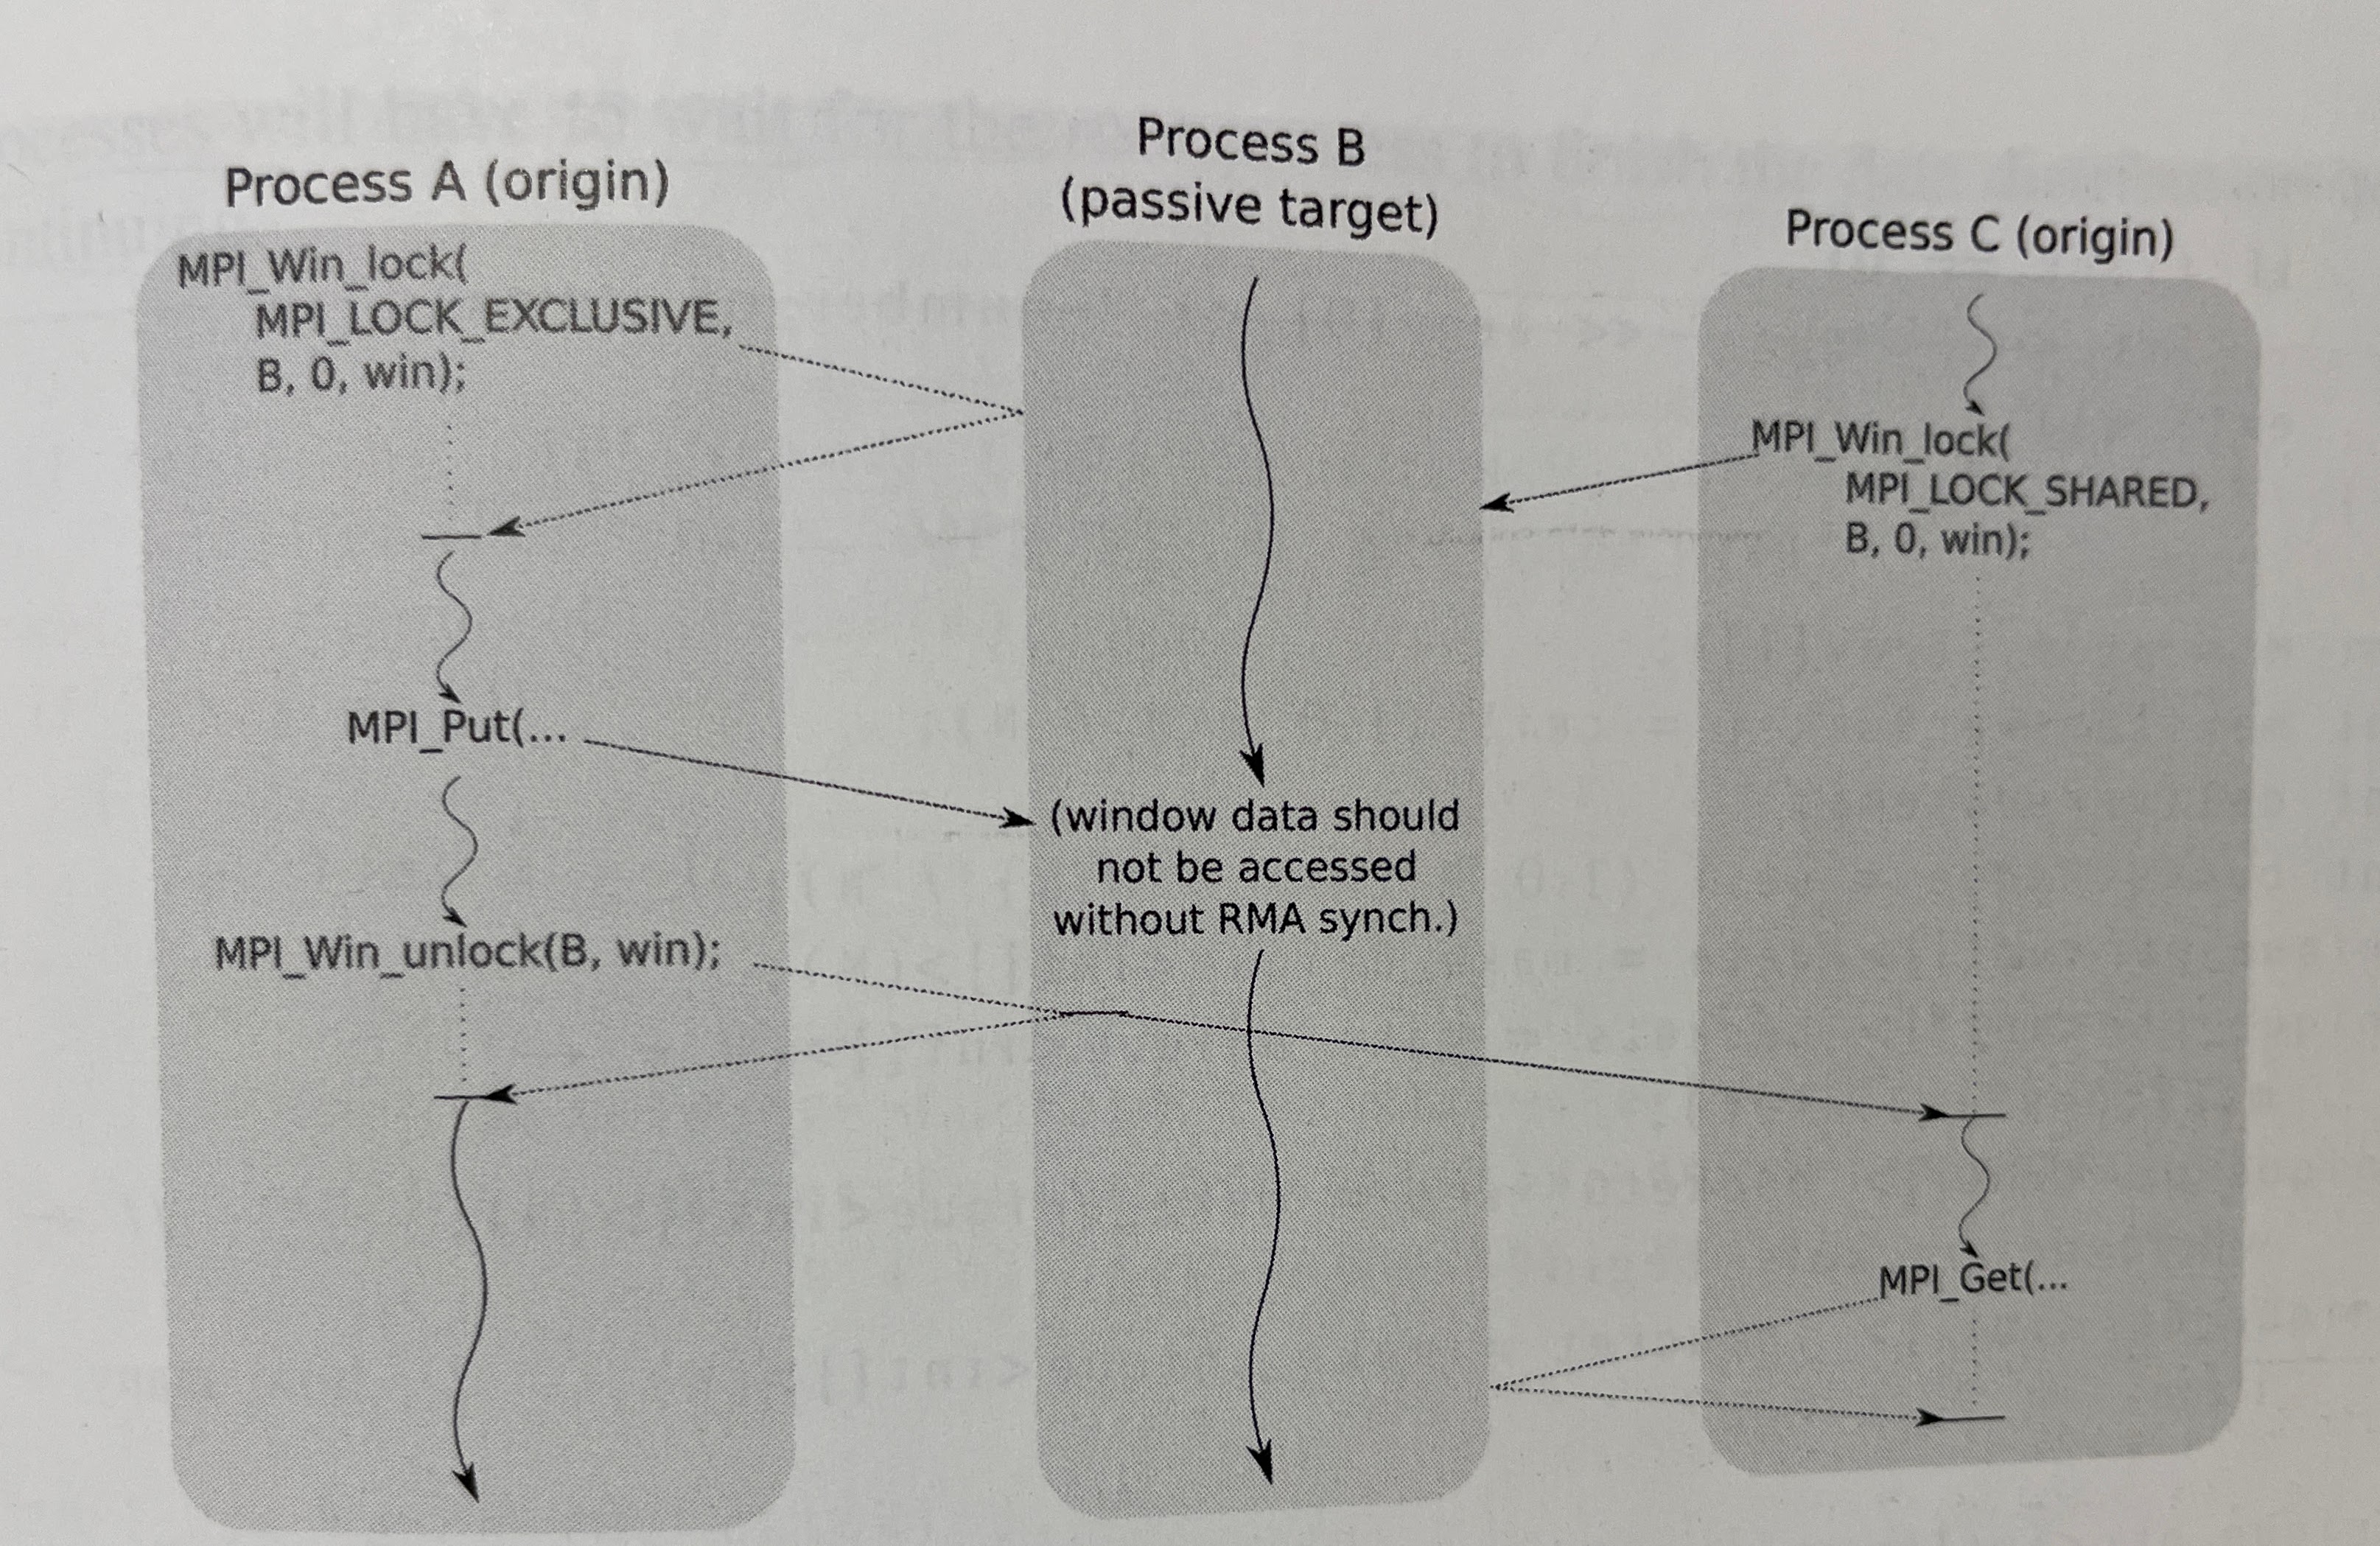 Process A (origin)
MPI_Win_lock(
MPI_LOCK_EXCLUSIVE,
B, 0, win);
MPI_Put(...
MPI_Win_unlock(B, win);
Process B
(passive target)
(window data should
not be accessed
without RMA synch.)
Process C (origin)
MPI_Win_lock(
MPI_LOCK_SHARED,
B, 0, win);
MPI_Get(...